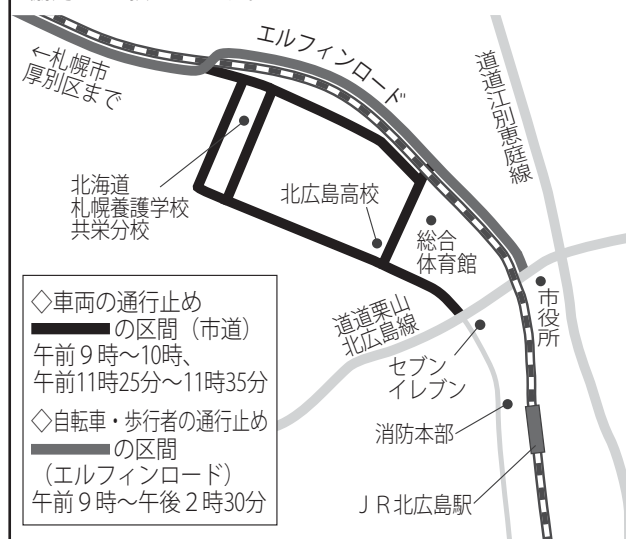 エルフィンロード
←札幌市
厚別区まで
道道江別恵庭線
北海道
札幌養護学校
共栄分校
北広島高校
総合
体育館
市役所
道道栗山
北広島線
セブン
イレブン
消防本部
ＪＲ北広島駅
◇車両の通行止め
の区間（市道）
午前９時～10時、
午前11時25分～11時35分
◇自転車・歩行者の通行止め
の区間
（エルフィンロード）
午前９時～午後２時30分